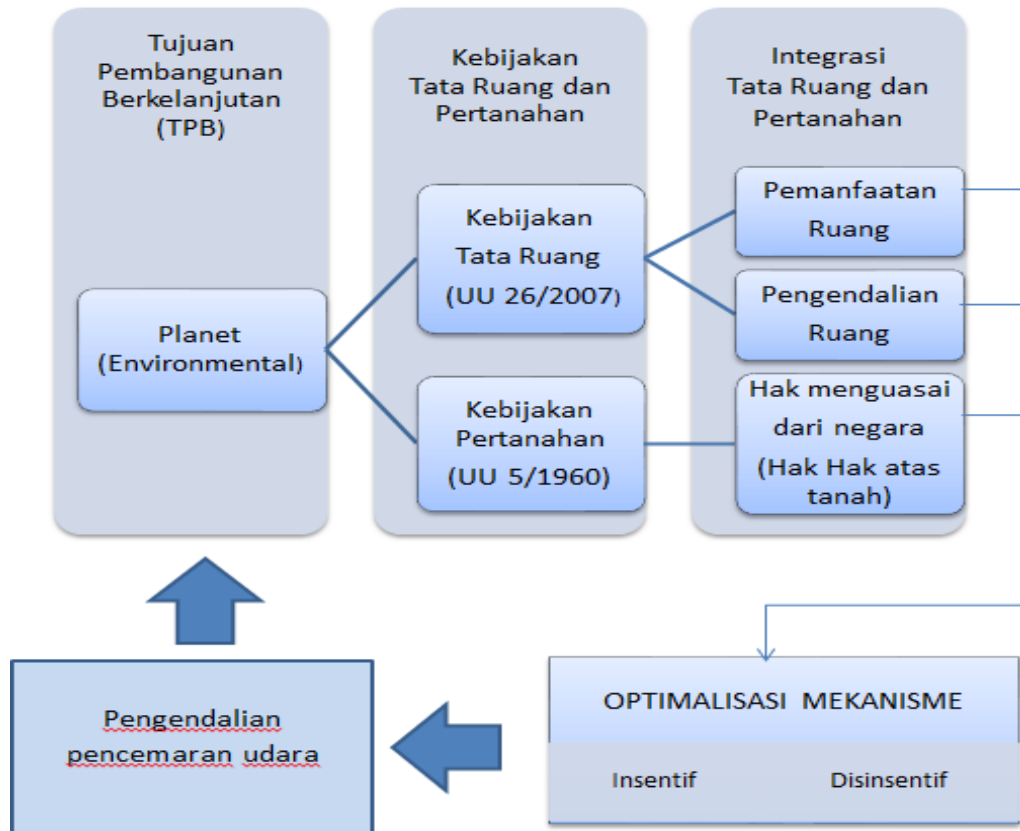 Tujuan
Pembangunan
Berkelanjutan
(TPB)
Kebijakan
Tata Ruang dan
Pertanahan
Integrasi
Tata Ruang dan
Pertanahan
Planet
(Environmental)
Kebijakan
Tata Ruang
(UU 26/2007)
Kebijakan
Pertanahan
(UU 5/1960)
Pemanfaatan
Ruang
Pengendalian
Ruang
Hak menguasai
dari negara
(Hak Hak atas
tanah)
Pengendalian
pencemaran udara
OPTIMALISASI MEKANISME
Insentif
Disinsentif